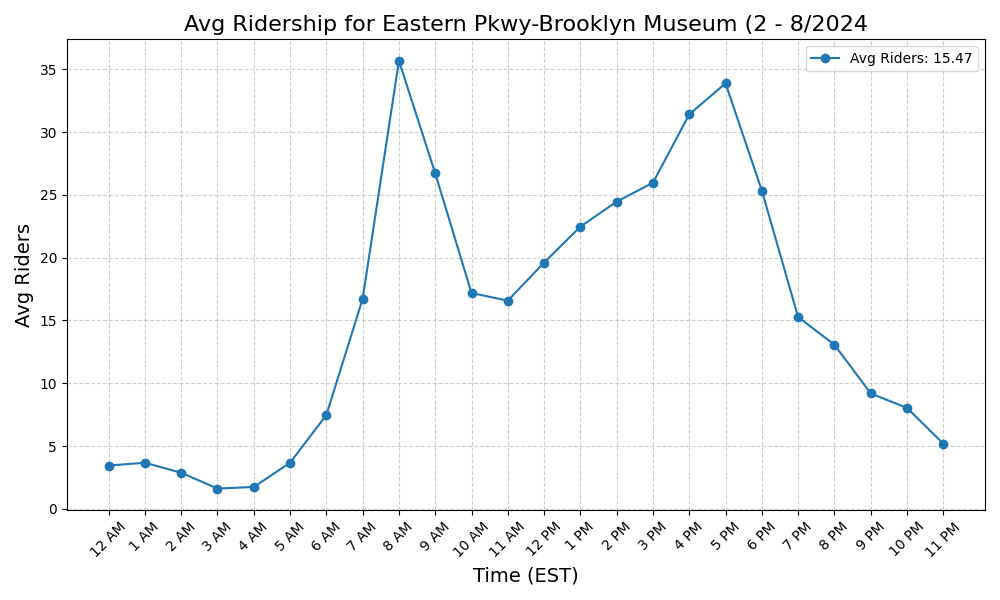 Avg Ridership for Eastern Pkwy-Brooklyn Museum (2 - 8/2024
Avg Riders: 15.47
Avg Riders
35
30
25
20
15
10
5
0
12 AM
1 AM
2 AM
3 AM
4 AM
5 AM
6 AM
7 AM
8 AM
9 AM
10 AM
11 AM
12 PM
1 PM
2 PM
3 PM
4 PM
5 PM
6 PM
7 PM
8 PM
9 PM
10 PM
11 PM
Time (EST)